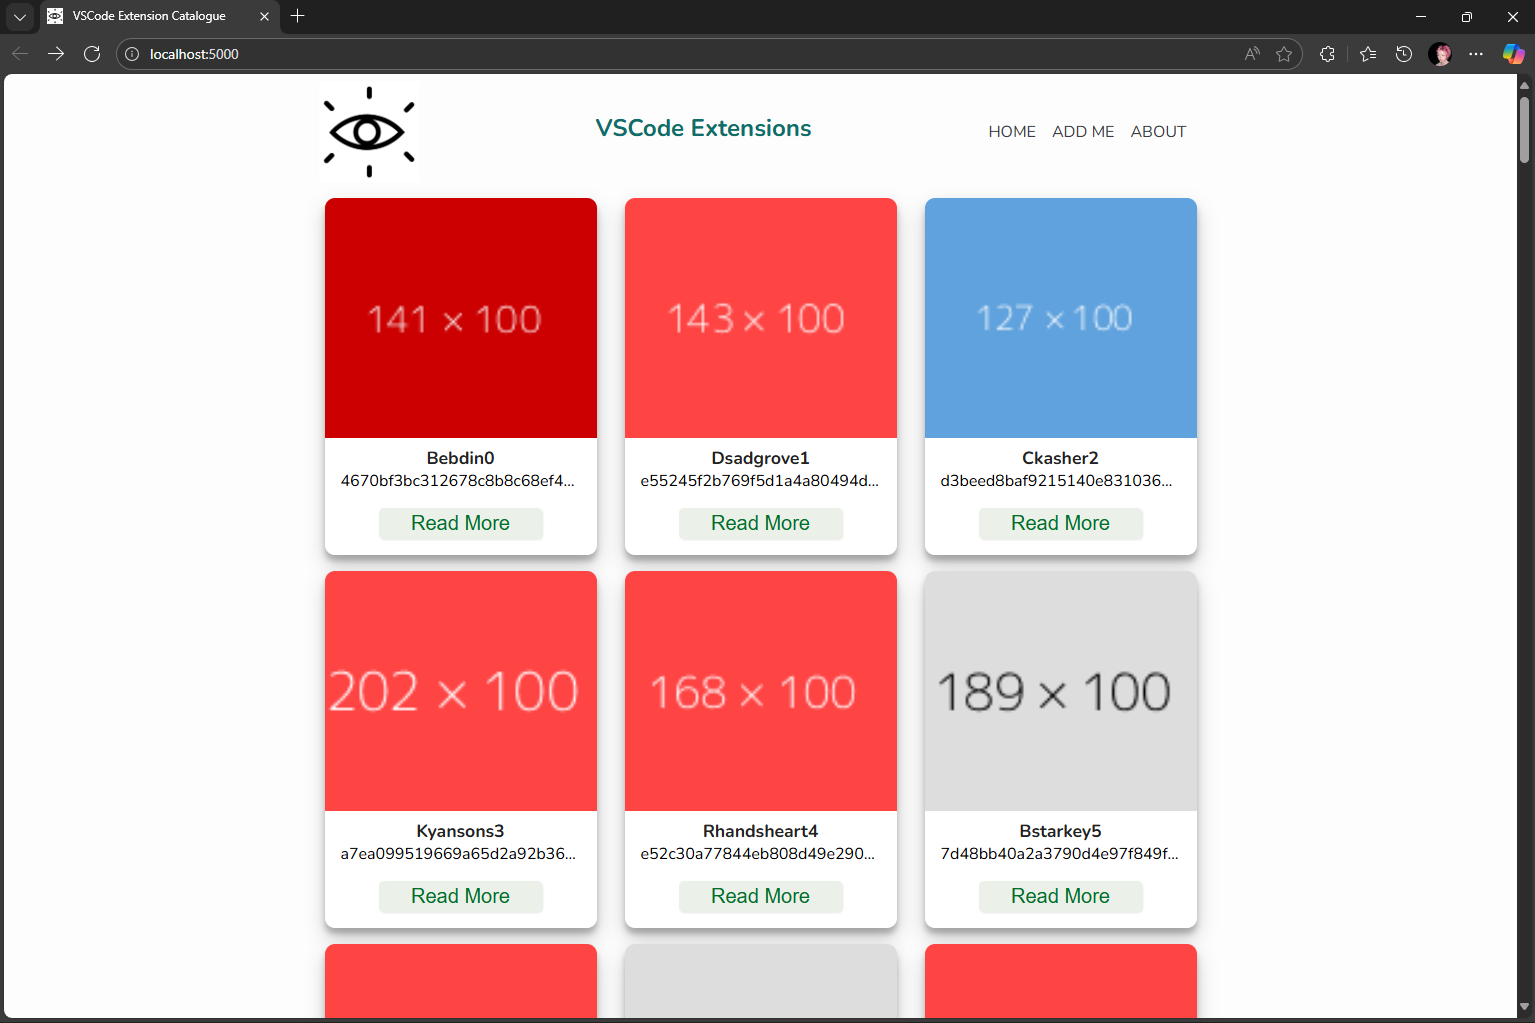 VSCode Extension Catalogue
localhost:5000
VSCode Extensions
HOME ADD ME ABOUT
141 × 100
143 × 100
127 × 100
Bebdin0
4670bf3bc312678c8b8c68ef4...
Read More
Dsadgrove1
e55245f2b769f5d1a4a80494d...
Read More
Ckasher2
d3beed8baf9215140e831036...
Read More
202 × 100
168 × 100
189 × 100
Kyansons3
a7ea099519669a65d2a92b36...
Read More
Rhandsheart4
e52c30a77844eb808d49e290...
Read More
Bstarkey5
7d48bb40a2a3790d4e97f849f...
Read More